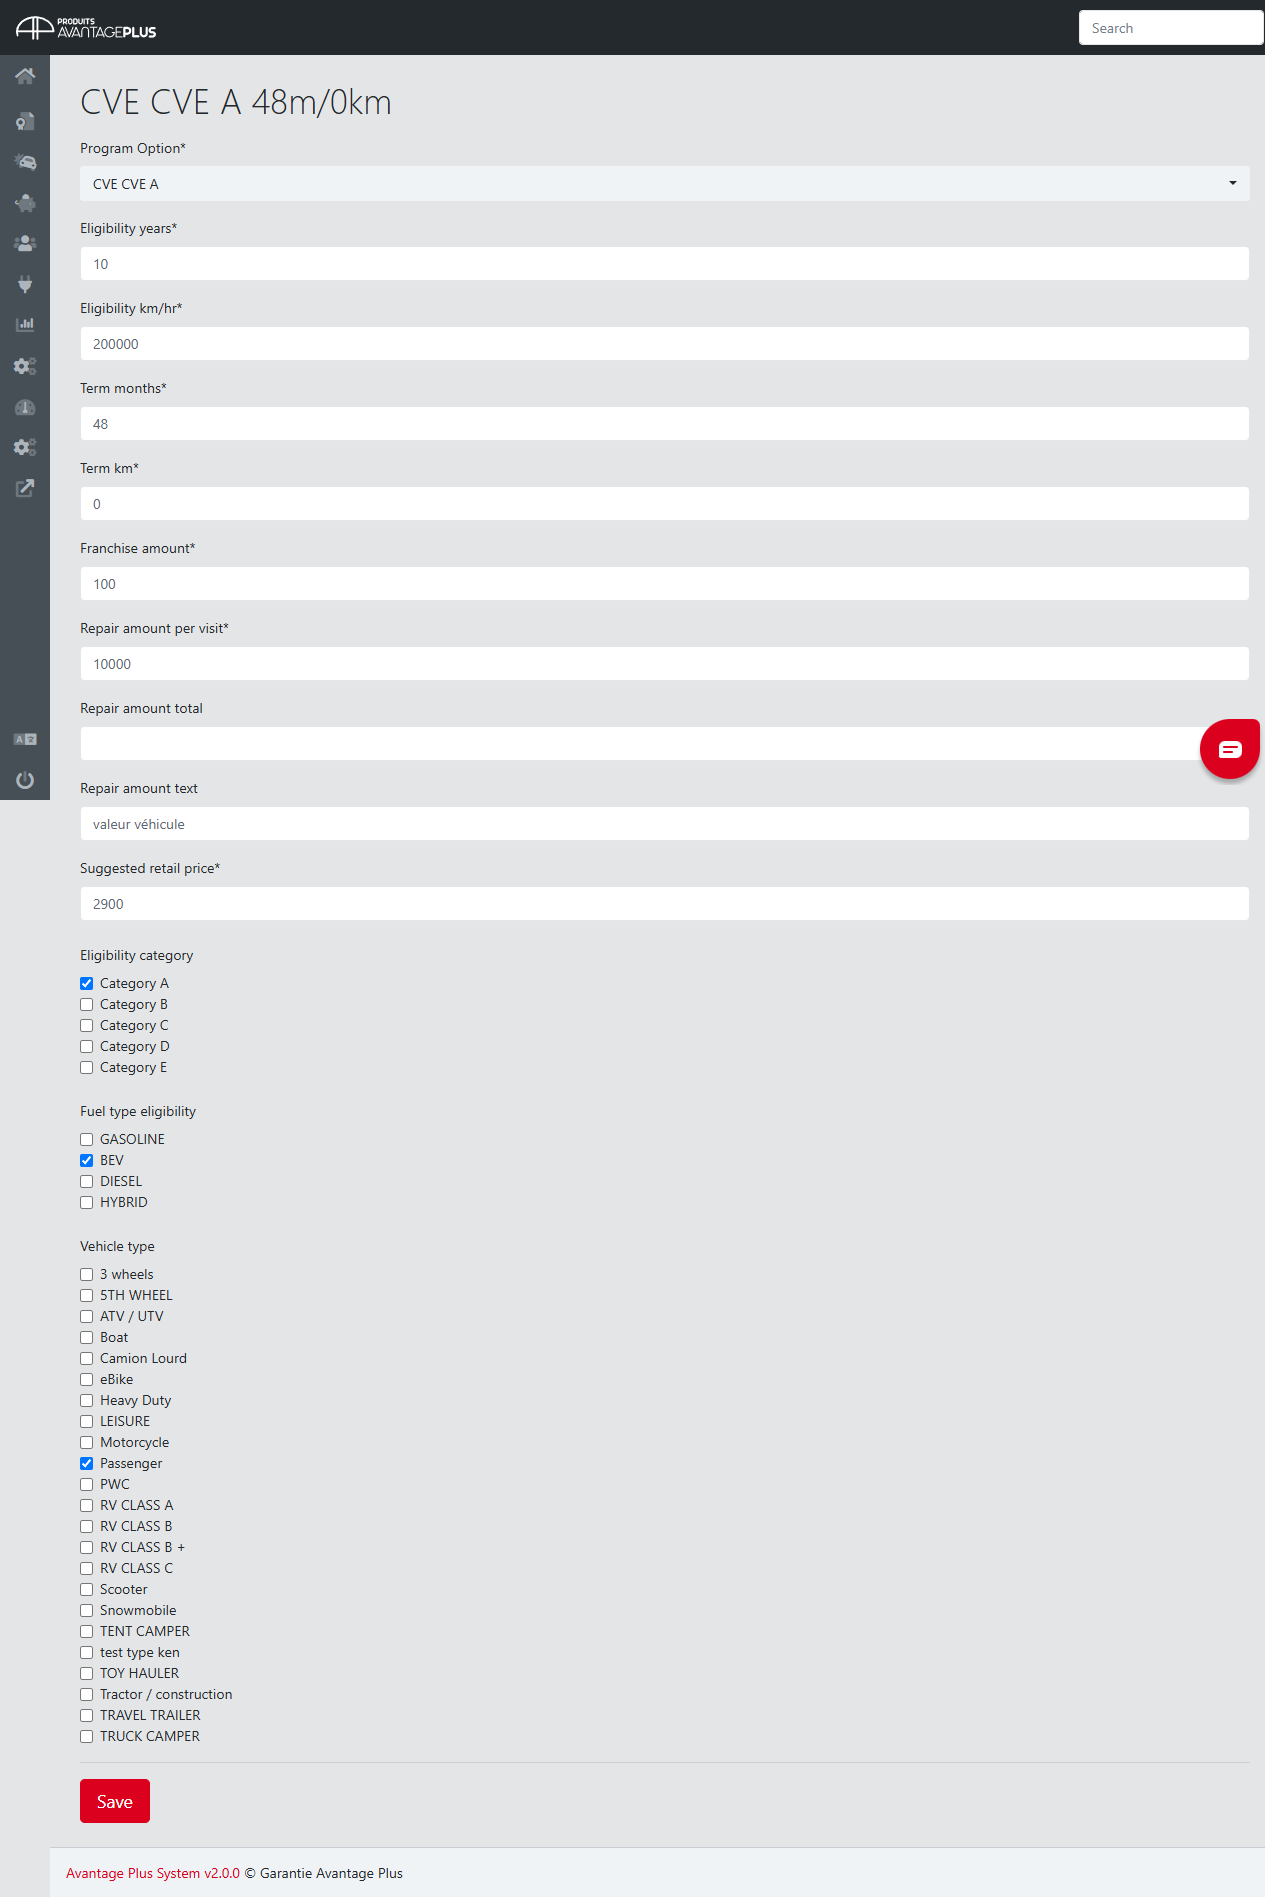 PRODUITS
AVANTAGEPLUS
Search
CVE CVE A 48m/0km
Program Option*
CVE CVE A
Eligibility years*
10
Eligibility km/hr*
200000
Term months*
48
Term km*
0
Franchise amount*
100
Repair amount per visit*
10000
Repair amount total
Repair amount text
valeur véhicule
Suggested retail price*
2900
Eligibility category
Category A
Category B
Category C
Category D
Category E
Fuel type eligibility
GASOLINE
BEV
DIESEL
HYBRID
Vehicle type
3 wheels
5TH WHEEL
ATV / UTV
Boat
Camion Lourd
eBike
Heavy Duty
LEISURE
Motorcycle
Passenger
PWC
RV CLASS A
RV CLASS B
RV CLASS B +
RV CLASS C
Scooter
Snowmobile
TENT CAMPER
test type ken
TOY HAULER
Tractor / construction
TRAVEL TRAILER
TRUCK CAMPER
Save
Avantage Plus System v2.0.0 © Garantie Avantage Plus